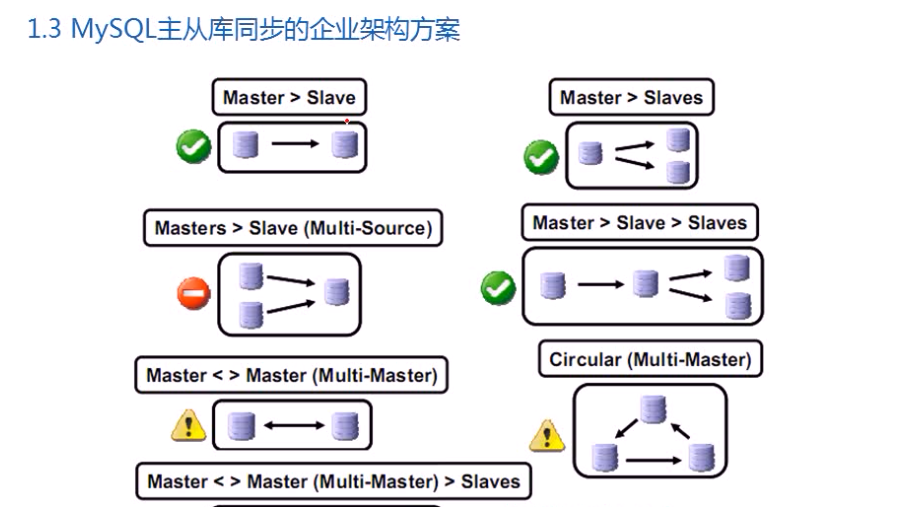 1.3 MySQL主从库同步的企业架构方案
Master > Slave
Master > Slaves
Masters > Slave (Multi-Source)
Master > Slave > Slaves
Master < > Master (Multi-Master)
Circular (Multi-Master)
Master < > Master (Multi-Master) > Slaves